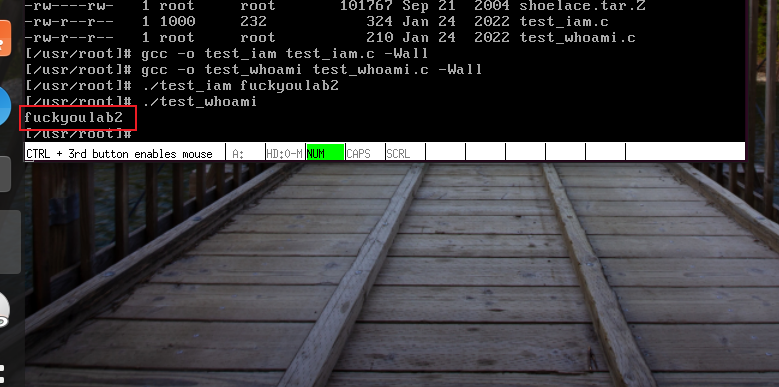 -rw----rw- 1 root root 101767 Sep 21 2004 shoelace.tar.Z
-rw-r--r-- 1 1000 232 324 Jan 24 2022 test_iam.c
-rw-r--r-- 1 root root 210 Jan 24 2022 test_whoami.c
[/usr/root]# gcc -o test_iam test_iam.c -Wall
[/usr/root]# gcc -o test_whoami test_whoami.c -Wall
[/usr/root]# ./test_iam fuckyoulab2
[/usr/root]# ./test_whoami
fuckyoulab2
[/usr/root]#
CTRL + 3rd button enables mouse A: HD:0-M NUM CAPS SCRL